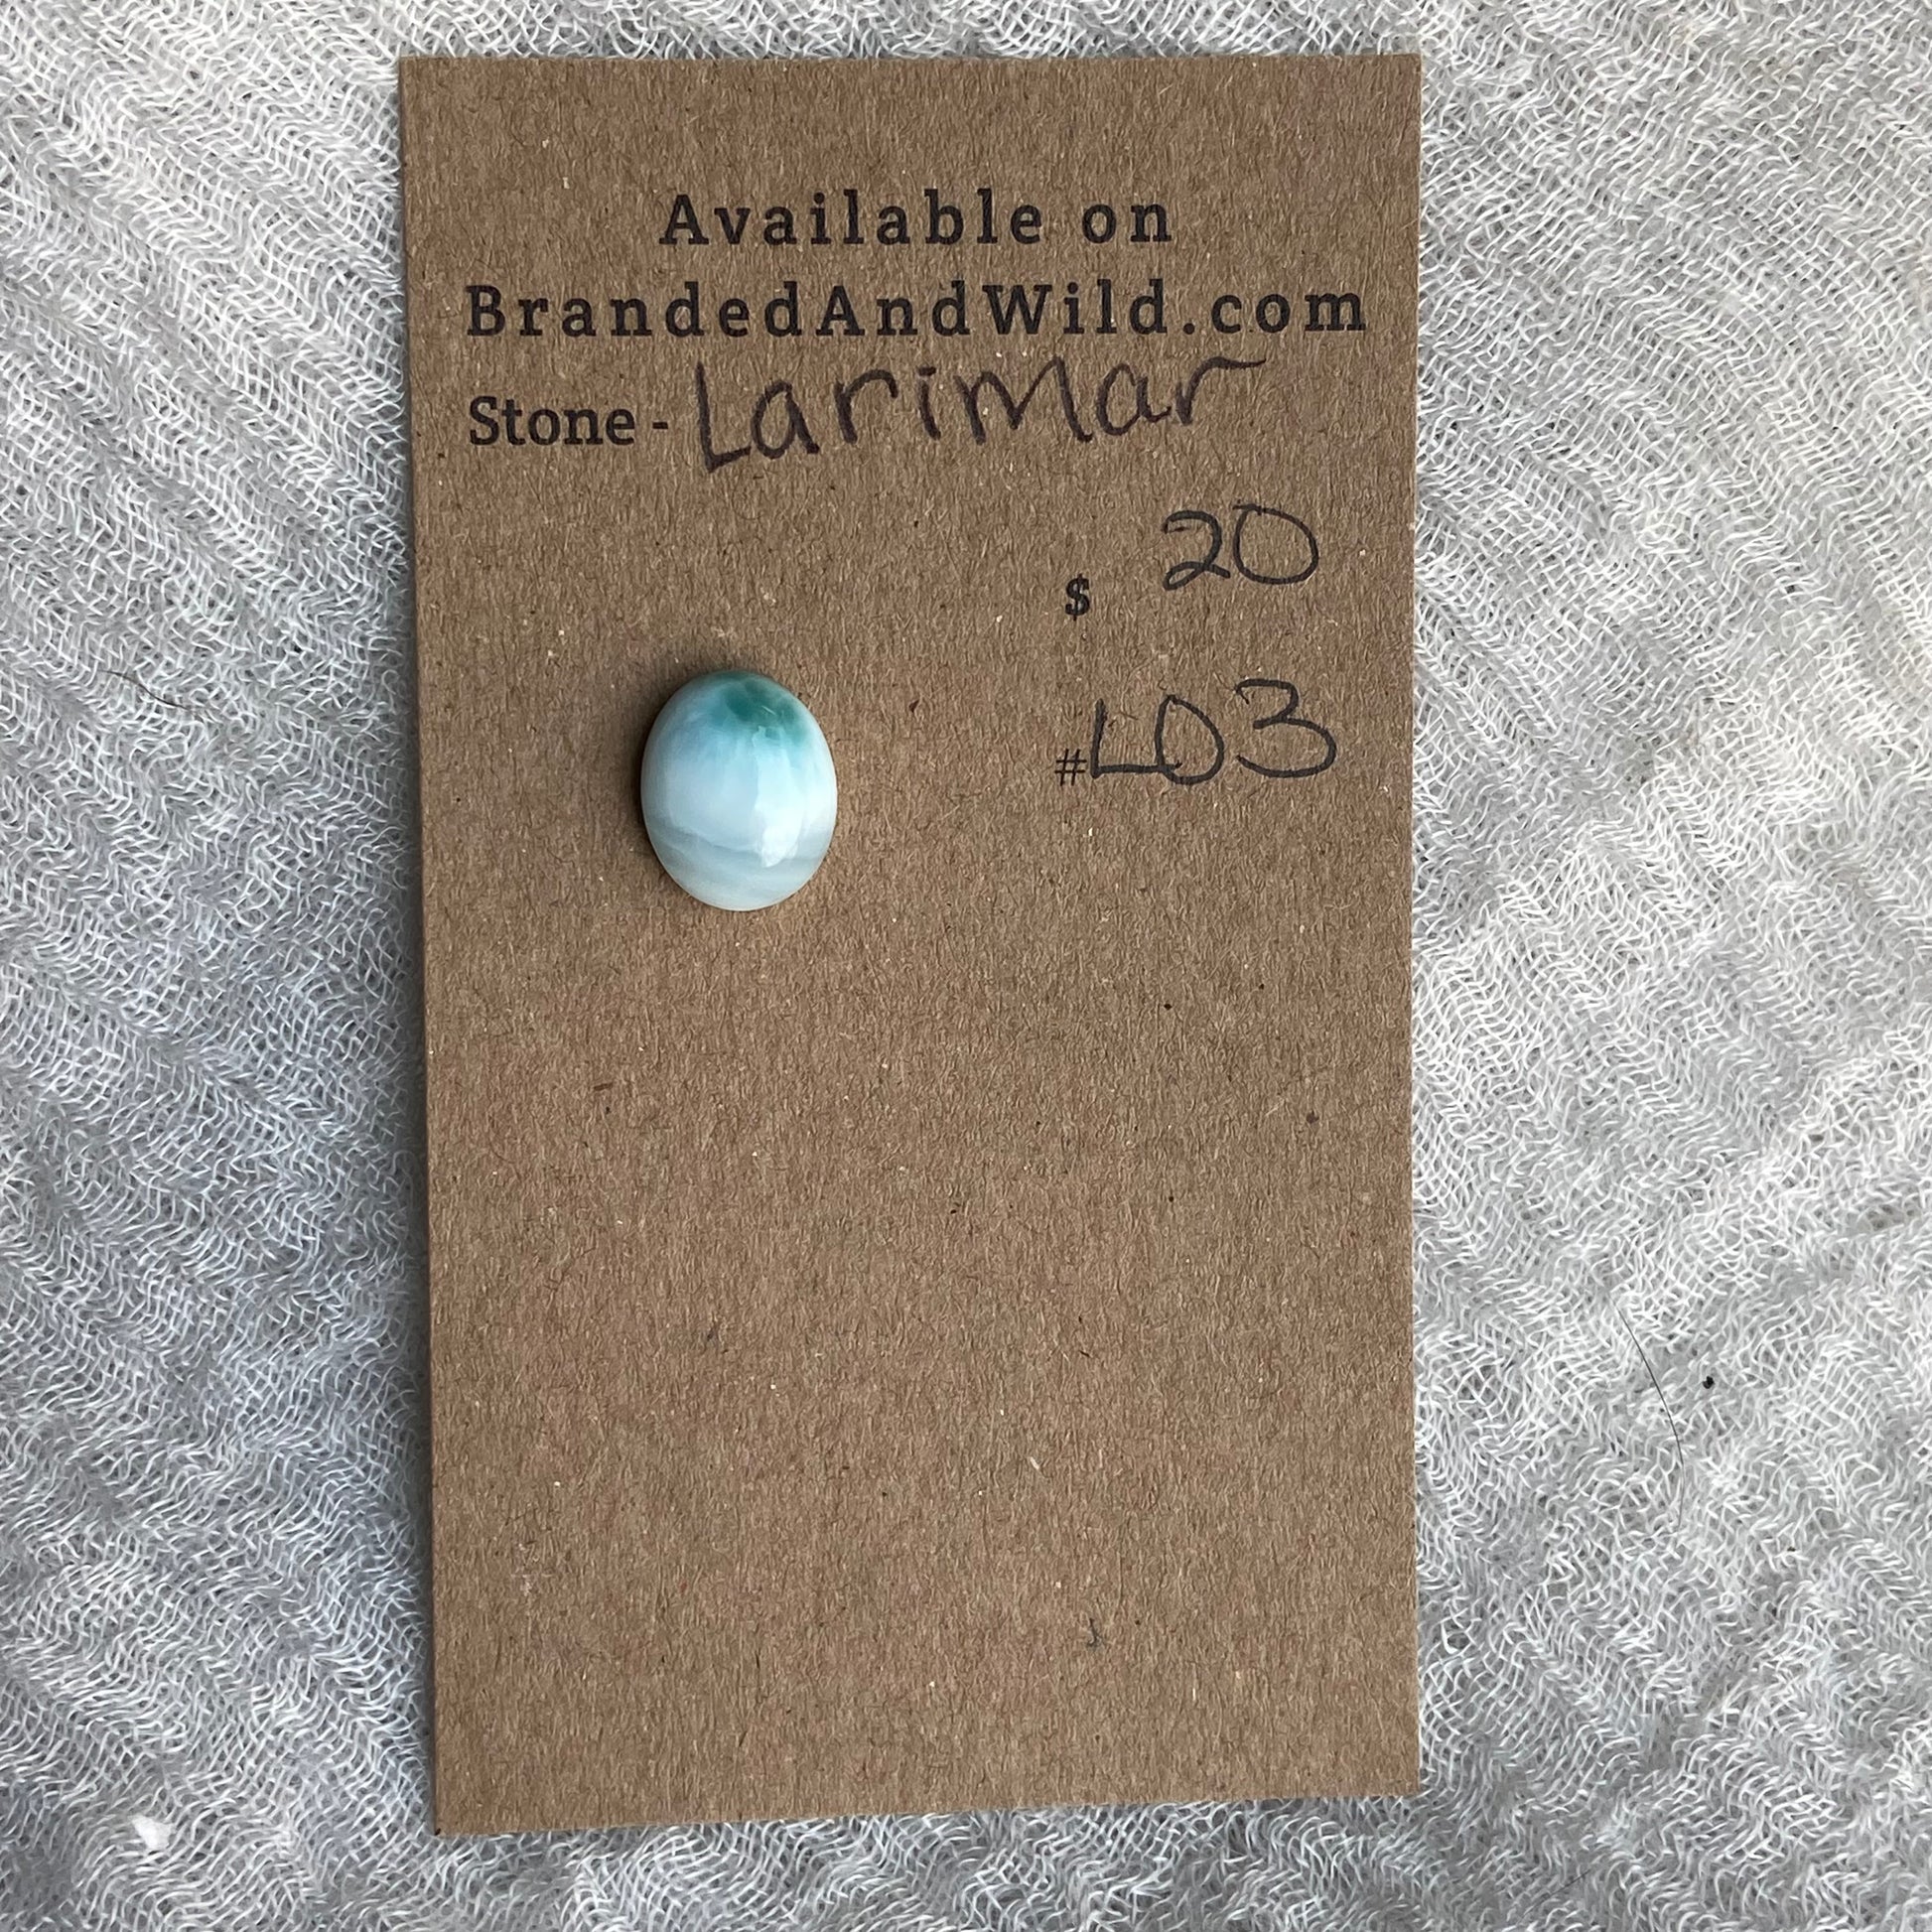 Available on
BrandedAndWild.com
Stone - Larimar
$ 20
#L03